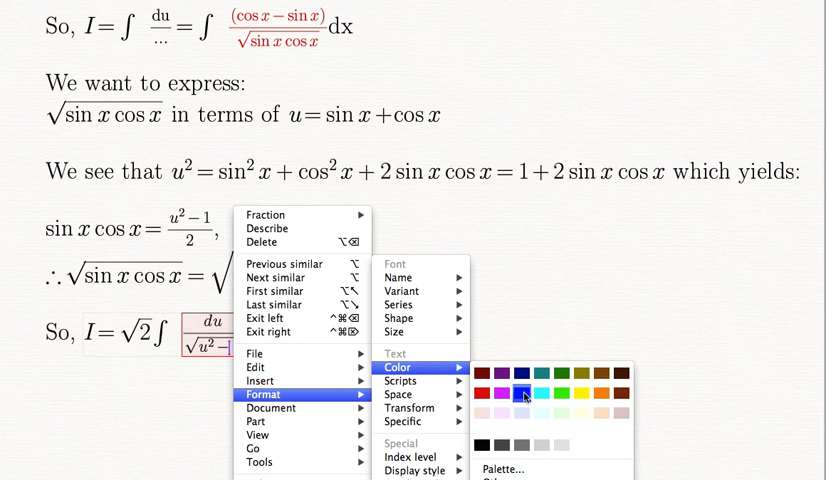 So, I = ∫ du/... = ∫ (cos x − sin x)/√(sin x cos x) dx
We want to express:
√(sin x cos x) in terms of u = sin x + cos x
We see that u² = sin² x + cos² x + 2 sin x cos x = 1 + 2 sin x cos x which yields:
sin x cos x = (u² − 1)/2,
∴ √(sin x cos x) = √
So, I = √2 ∫ du/√(u² −
Fraction
Describe
Delete ⌥⌫
Previous similar ⌥
Next similar ⌥
First similar ⌥↖
Last similar ⌥↘
Exit left ^⌘⌫
Exit right ^⌘⌦
File
Edit
Insert
Format
Document
Part
View
Go
Tools
Font
Name
Variant
Series
Shape
Size
Text
Color
Scripts
Space
Transform
Specific
Special
Index level
Display style
Palette...